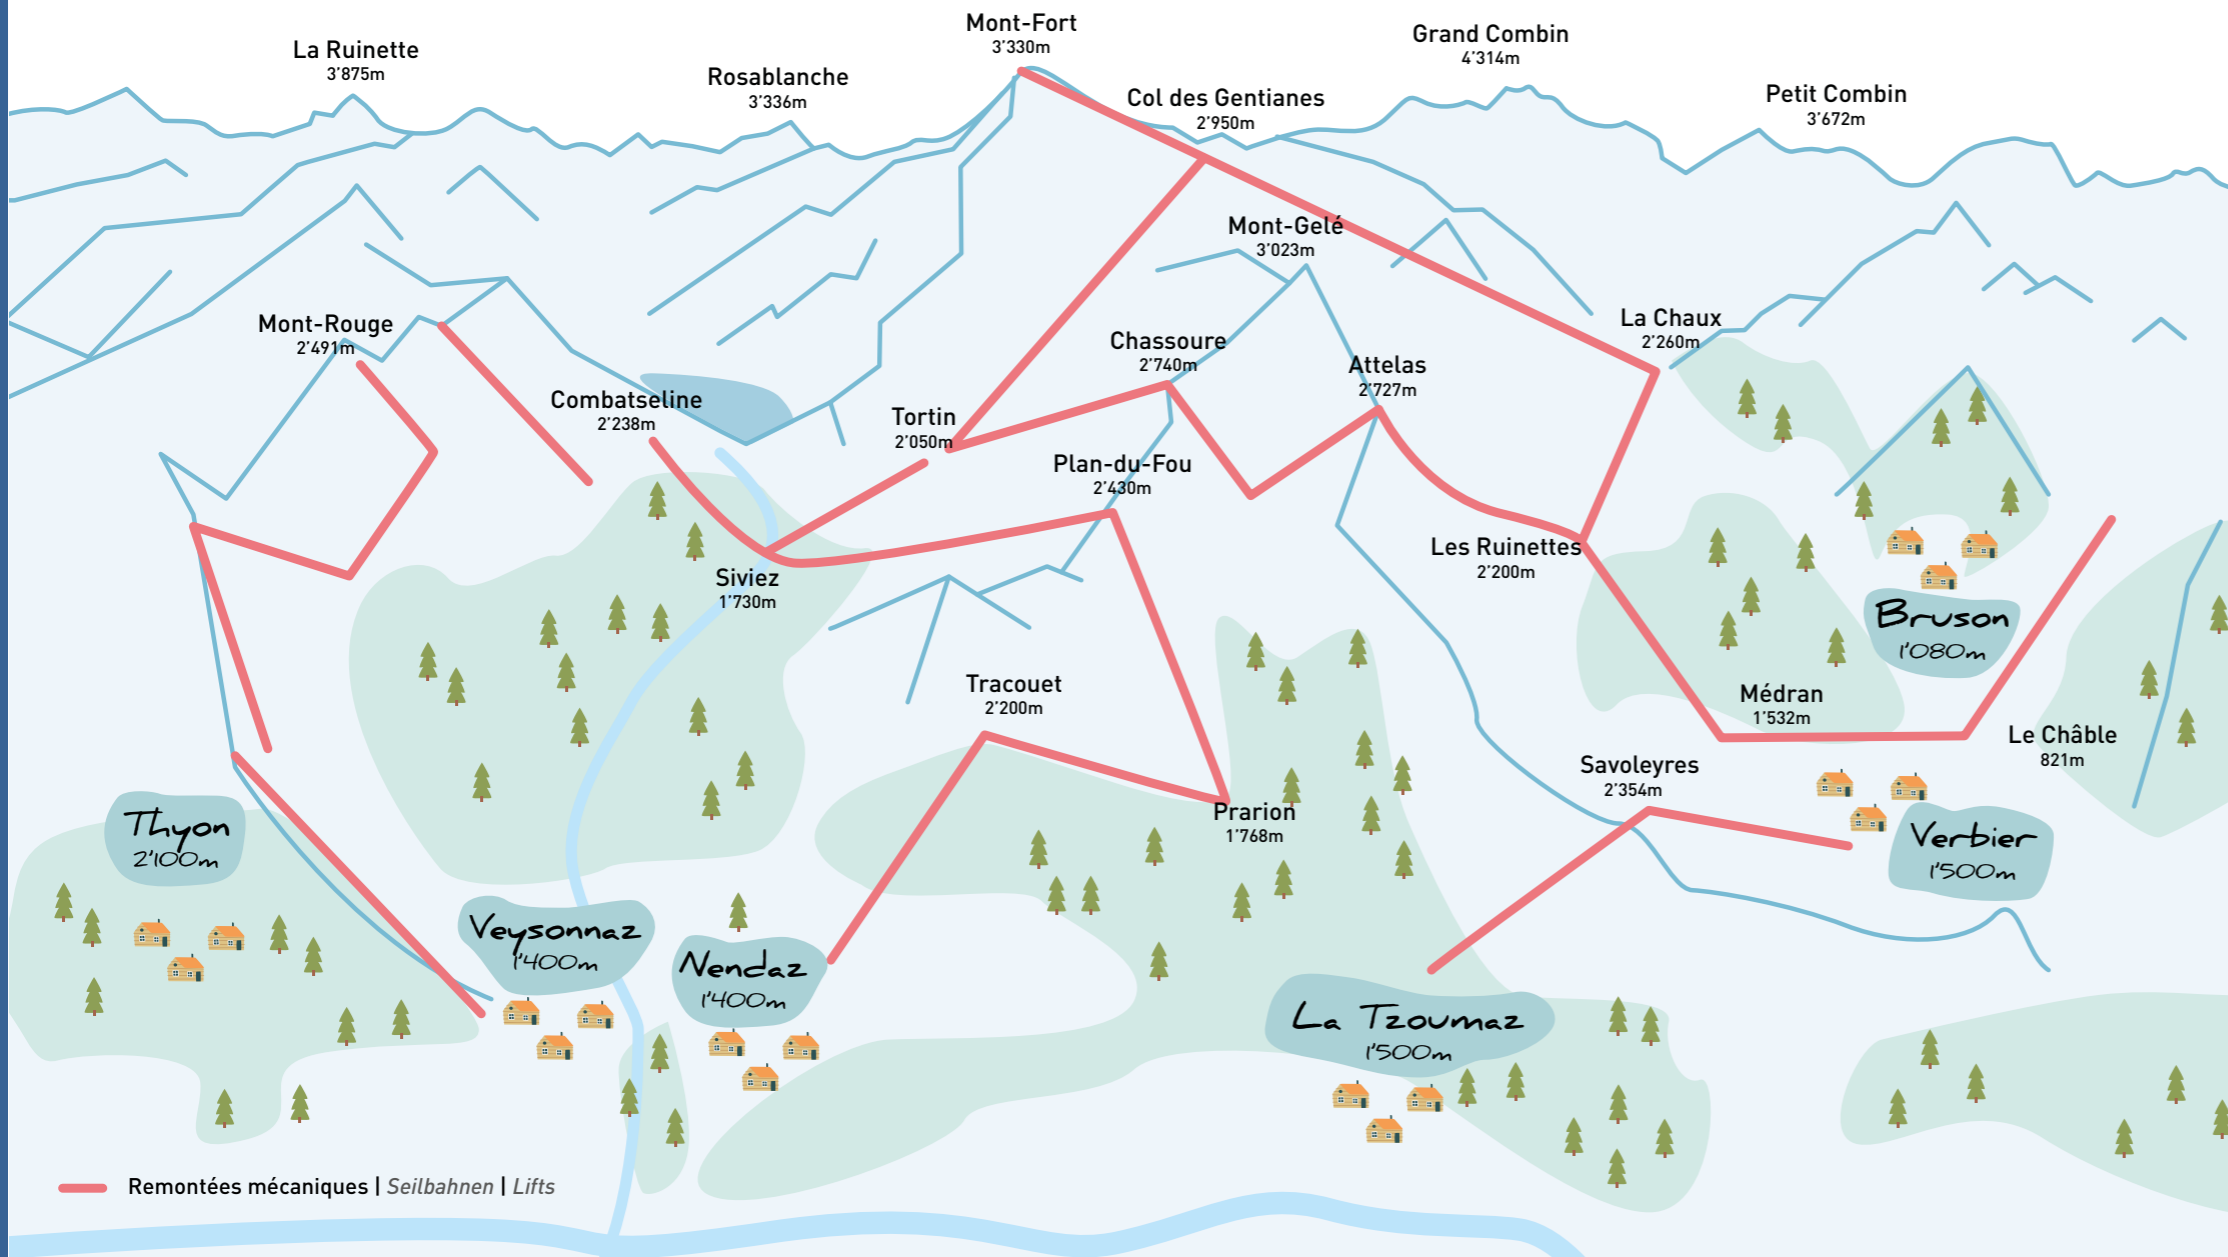 Mont-Fort
3'330m
Grand Combin
4'314m
La Ruinette
3'875m
Rosablanche
3'336m
Col des Gentianes
2'950m
Petit Combin
3'672m
Mont-Gelé
3'023m
Mont-Rouge
2'491m
La Chaux
2'260m
Chassoure
2'740m
Attelas
2'727m
Combatseline
2'238m
Tortin
2'050m
Plan-du-Fou
2'430m
Les Ruinettes
2'200m
Siviez
1'730m
Bruson
1'080m
Tracouet
2'200m
Médran
1'532m
Le Châble
821m
Savoleyres
2'354m
Prarion
1'768m
Thyon
2'100m
Verbier
1'500m
Veysonnaz
1'400m
Nendaz
1'400m
La Tzoumaz
1'500m
Remontées mécaniques | Seilbahnen | Lifts